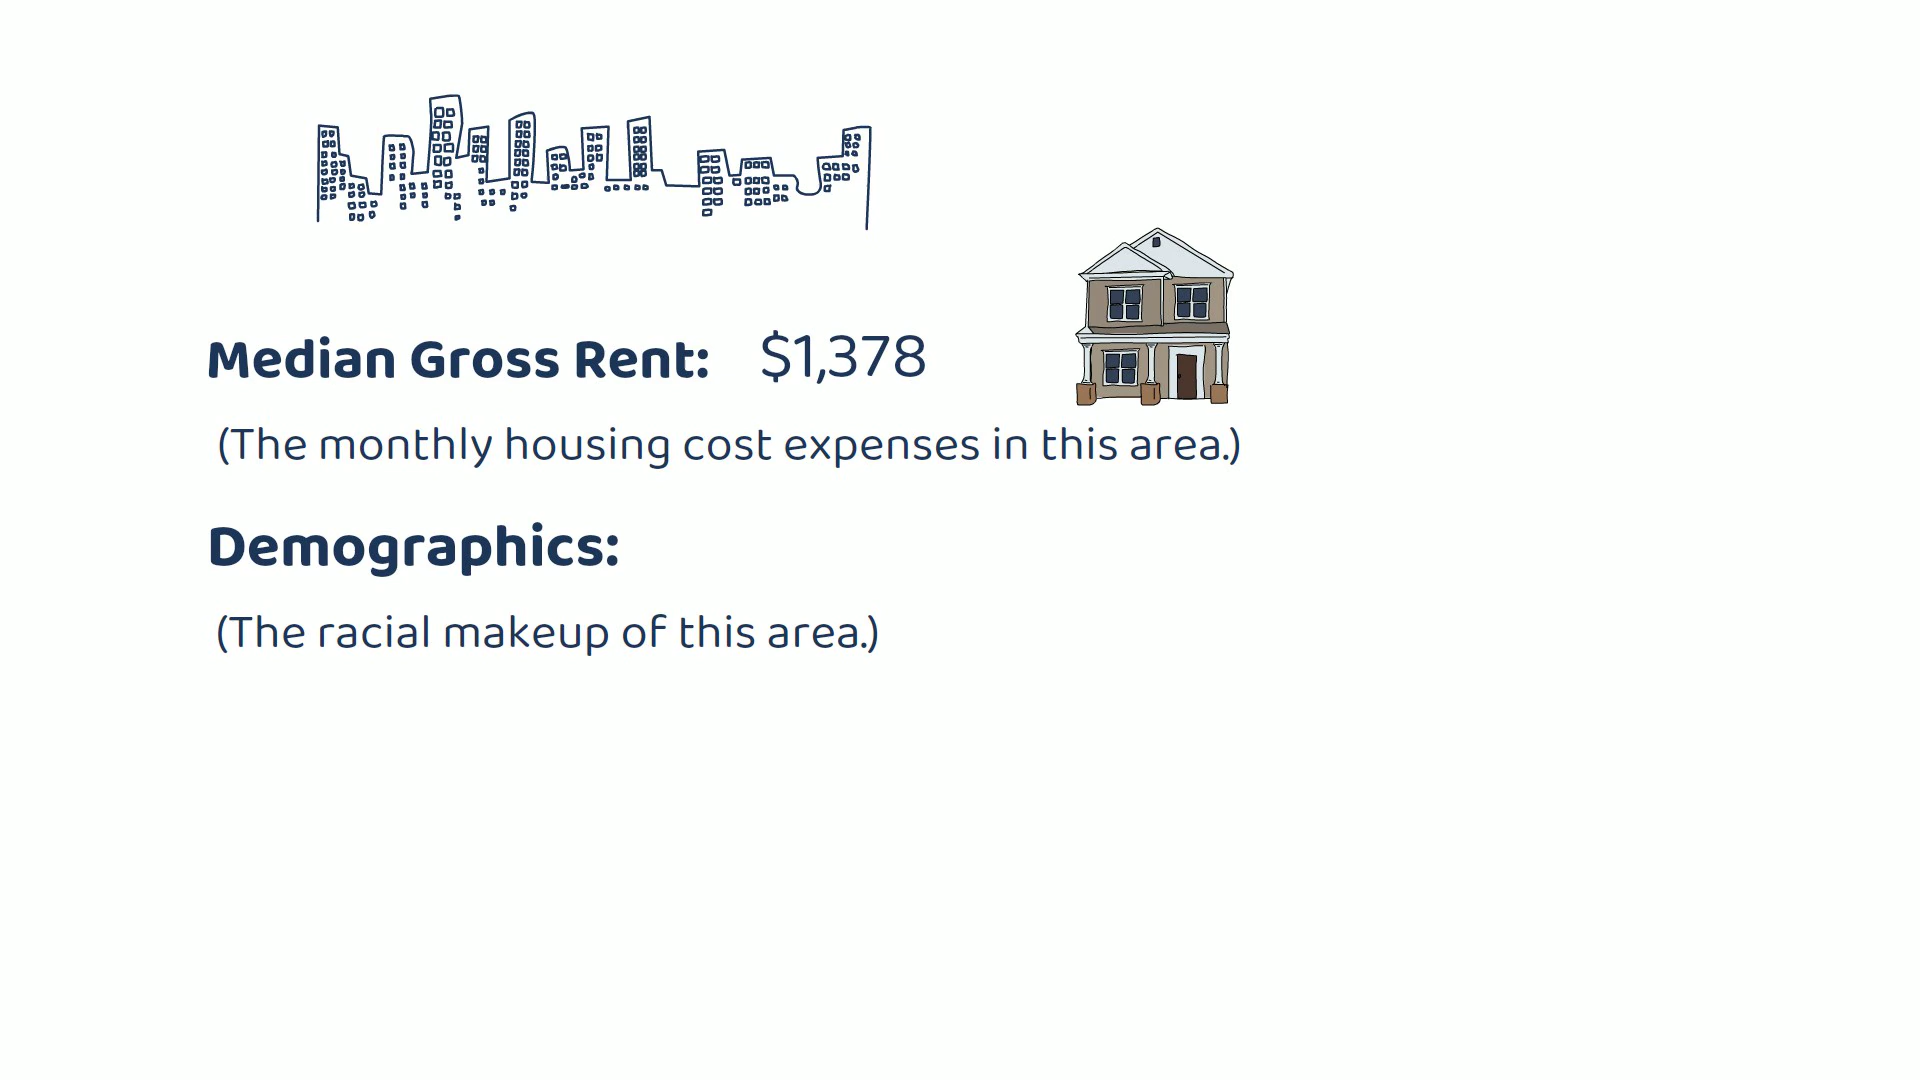 Median Gross Rent: $1,378
(The monthly housing cost expenses in this area.)
Demographics:
(The racial makeup of this area.)